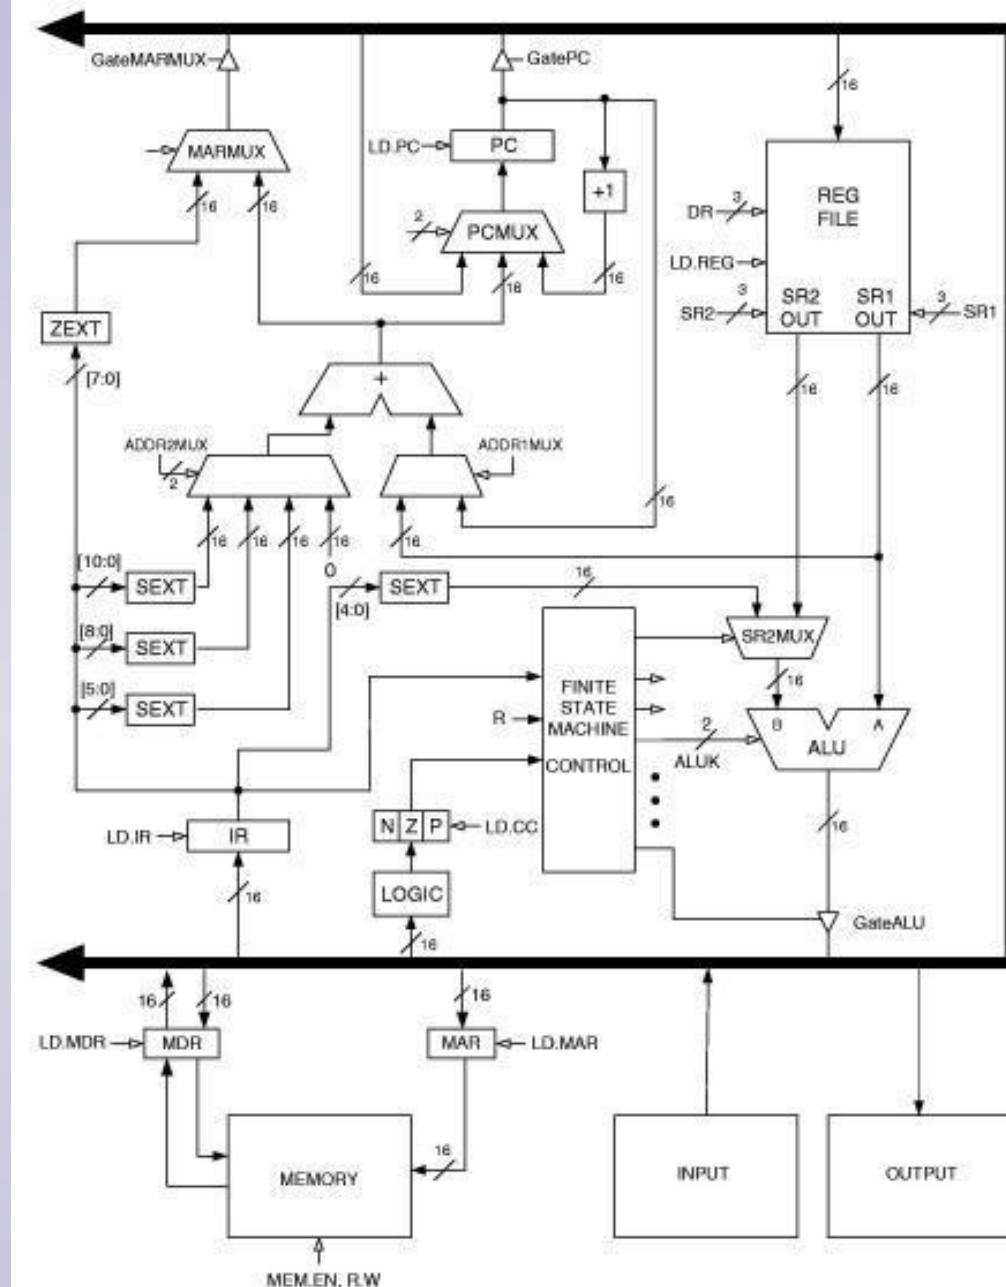 GateMARMUX
GatePC
16
MARMUX
LD.PC
PC
+1
REG
FILE
DR
3
2
PCMUX
16
16
16
16
16
LD.REG
ZEXT
SR2
3
SR2
OUT
SR1
OUT
3
SR1
[7:0]
+
16
16
ADDR2MUX
2
ADDR1MUX
16
16
16
16
16
16
[10:0]
SEXT
0
[4:0]
SEXT
16
[8:0]
SEXT
SR2MUX
16
[5:0]
SEXT
FINITE
STATE
MACHINE
CONTROL
R
2
ALUK
B
A
ALU
LD.IR
IR
N Z P
LD.CC
16
16
LOGIC
16
GateALU
16
16
16
LD.MDR
MDR
MAR
LD.MAR
16
MEMORY
INPUT
OUTPUT
MEM.EN, R.W